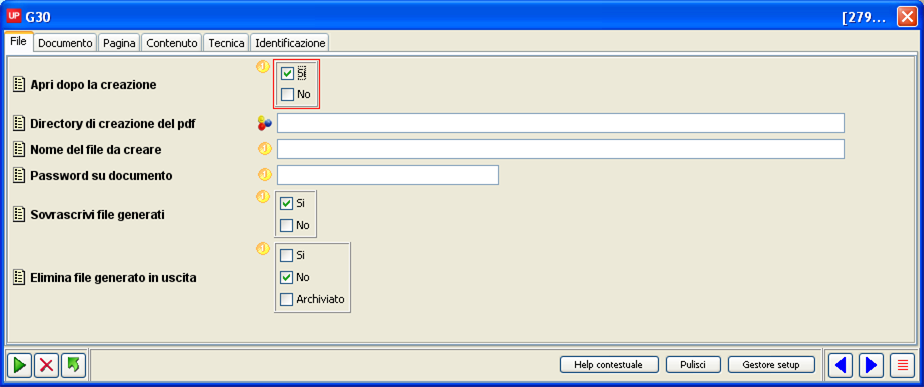 UP G30 [279...
File Documento Pagina Contenuto Tecnica Identificazione
Apri dopo la creazione
Si
No
Directory di creazione del pdf
Nome del file da creare
Password su documento
Sovrascrivi file generati
Si
No
Elimina file generato in uscita
Si
No
Archiviato
Help contestuale Pulisci Gestore setup